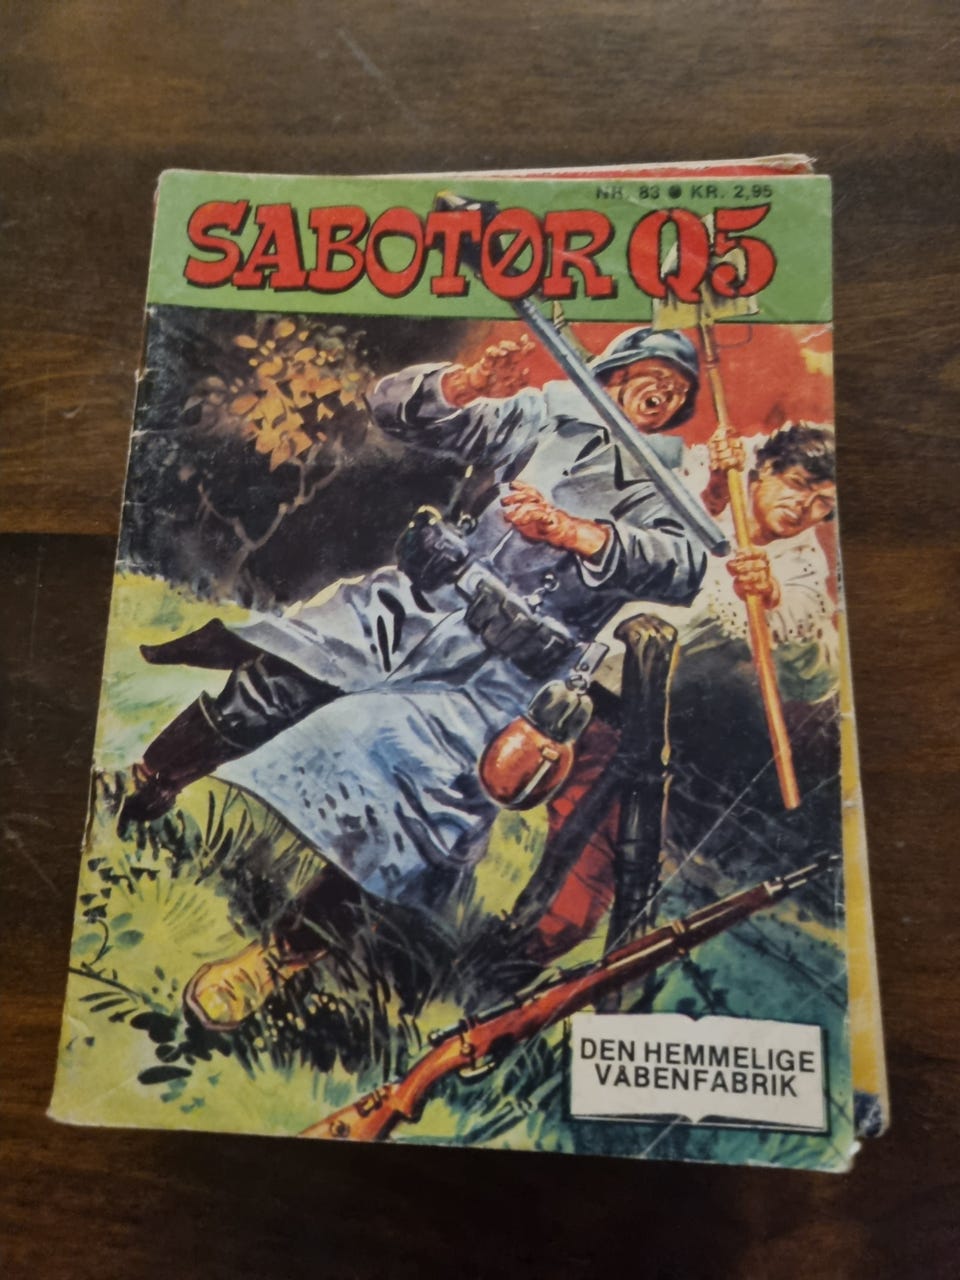 NR. 83 ● KR. 2,95
SABOTØR Q5
DEN HEMMELIGE
VÅBENFABRIK